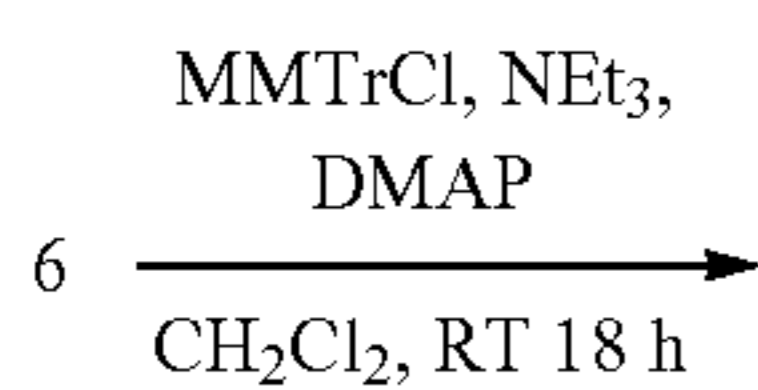 MMTrCl, NEt3,
DMAP
6
CH2Cl2, RT 18 h